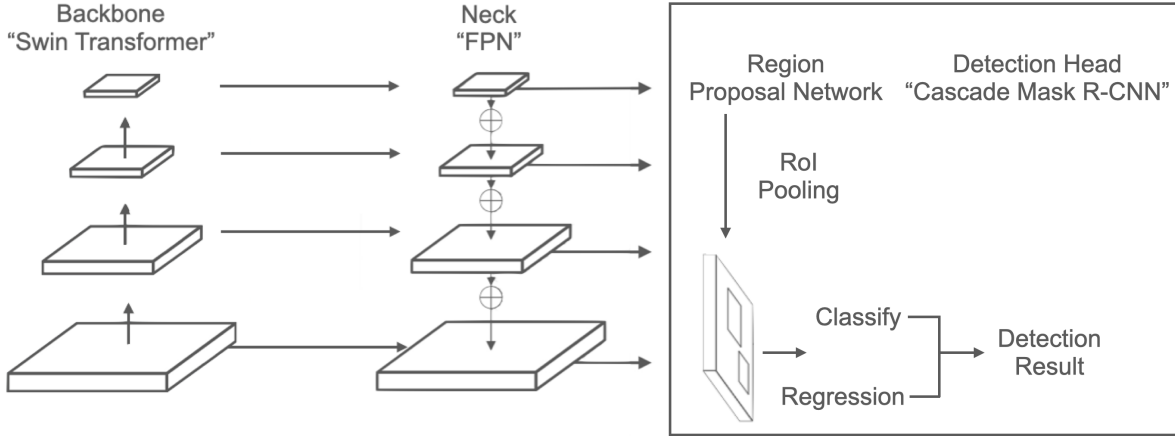 Backbone
“Swin Transformer”
Neck
“FPN”
Region
Proposal Network
Detection Head
“Cascade Mask R-CNN”
RoI
Pooling
Classify
Regression
Detection
Result